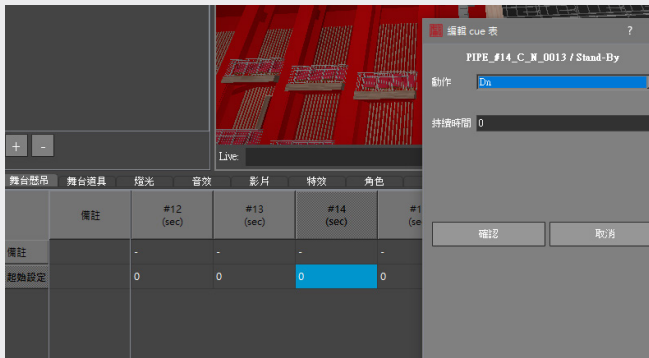 編輯 cue 表 ?
PIPE_#14_C_N_0013 / Stand-By
動作 Dn
持續時間 0
確認 取消
+ -
Live:
舞台懸吊 舞台道具 燈光 音效 影片 特效 角色
備註 #12 (sec) #13 (sec) #14 (sec) #1
備註 - - - -
起始設定 0 0 0 0